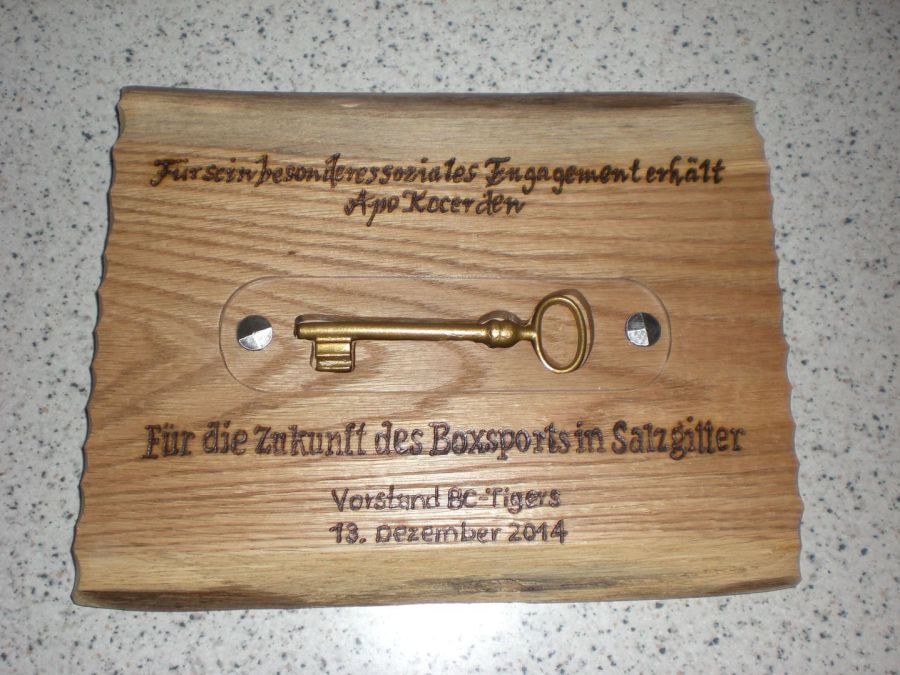 Für sein besonderes soziales Engagement erhält
Apo Kocerden
Für die Zukunft des Boxsports in Salzgitter
Vorstand BC-Tigers
13. Dezember 2014